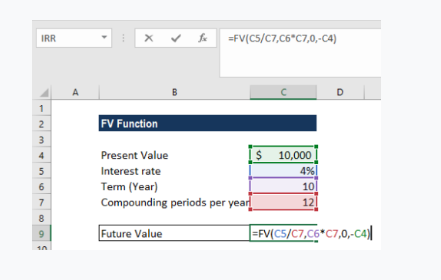 IRR =FV(C5/C7,C6*C7,0,-C4)
A B C D
1
2 FV Function
3
4 Present Value $ 10,000
5 Interest rate 4%
6 Term (Year) 10
7 Compounding periods per year 12
8
9 Future Value =FV(C5/C7,C6*C7,0,-C4)
10